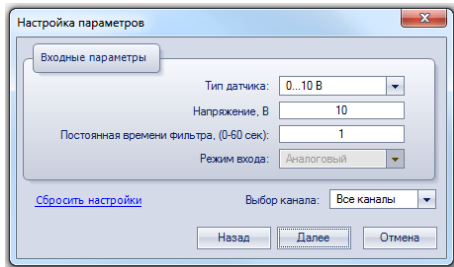 Настройка параметров
Входные параметры
Тип датчика: 0...10 В
Напряжение, В 10
Постоянная времени фильтра, (0-60 сек): 1
Режим входа: Аналоговый
Сбросить настройки Выбор канала: Все каналы
Назад Далее Отмена